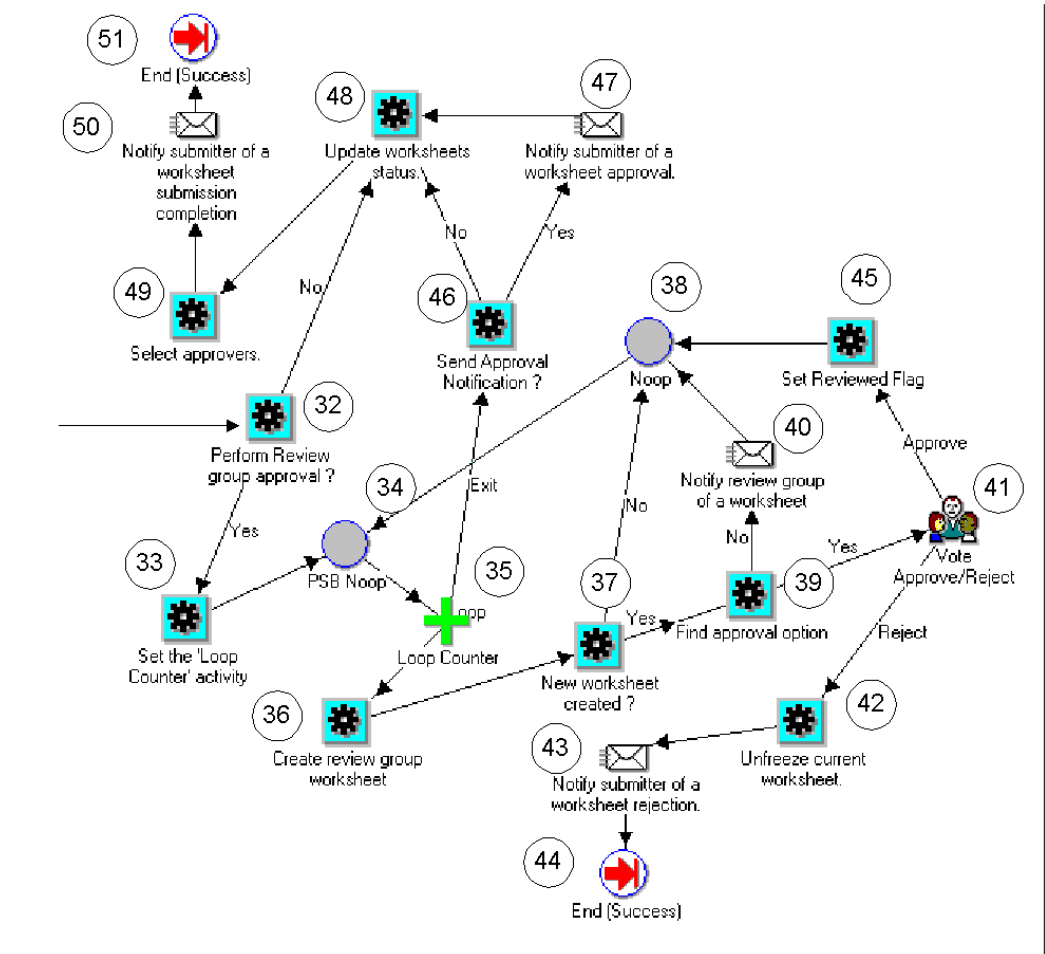 51
End (Success)
50
Notify submitter of a
worksheet
submission
completion
48
Update worksheets
status.
47
Notify submitter of a
worksheet approval.
No
Yes
49
Select approvers.
No
46
Send Approval
Notification ?
38
Noop
45
Set Reviewed Flag
32
Perform Review
group approval ?
Yes
34
PSB Noop
Exit
40
Notify review group
of a worksheet
Approve
41
Vote
Approve/Reject
No
No
Yes
33
Set the 'Loop
Counter' activity
35
Loop
Loop Counter
37
Yes
New worksheet
created ?
39
Find approval option
Reject
36
Create review group
worksheet
42
Unfreeze current
worksheet.
43
Notify submitter of a
worksheet rejection.
44
End (Success)